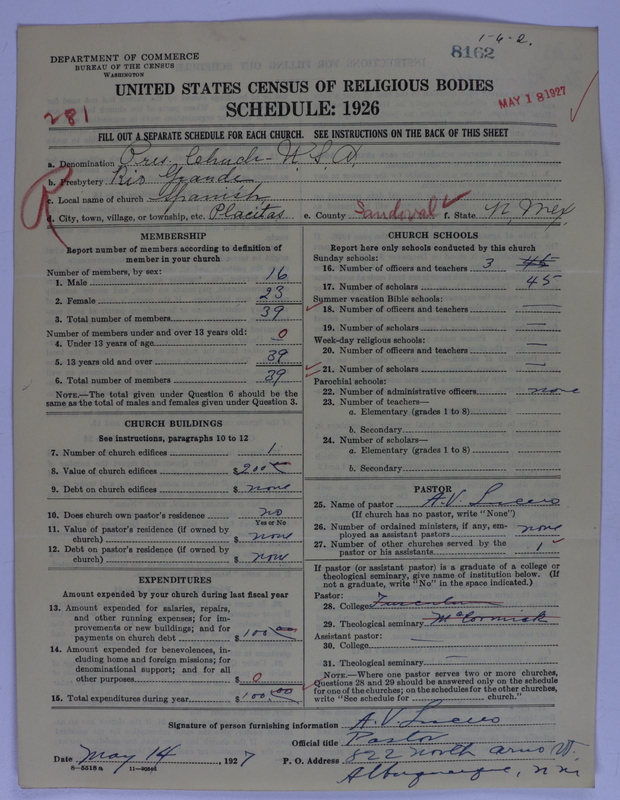 1-6-2.
8162
DEPARTMENT OF COMMERCE
BUREAU OF THE CENSUS
WASHINGTON
UNITED STATES CENSUS OF RELIGIOUS BODIES
SCHEDULE: 1926
MAY 18 1927
281
FILL OUT A SEPARATE SCHEDULE FOR EACH CHURCH. SEE INSTRUCTIONS ON THE BACK OF THIS SHEET
a. Denomination Pres. Chuch - U.S.A.
b. Presbytery Rio Grande
c. Local name of church Spanish
d. City, town, village, or township, etc. Placitas e. County Sandoval f. State N. Mex.
R
MEMBERSHIP
Report number of members according to definition of
member in your church
Number of members, by sex:
1. Male 16
2. Female 23
3. Total number of members 39
Number of members under and over 13 years old:
4. Under 13 years of age 0
5. 13 years old and over 39
6. Total number of members 39
NOTE.—The total given under Question 6 should be
same as the total of males and females given under Question 3.
CHURCH BUILDINGS
See instructions, paragraphs 10 to 12
7. Number of church edifices 1
8. Value of church edifices $ 200
9. Debt on church edifices $ none
10. Does church own pastor's residence no
Yes or No
11. Value of pastor's residence (if owned by
church) $ none
12. Debt on pastor's residence (if owned by
church) $ none
EXPENDITURES
Amount expended by your church during last fiscal year
13. Amount expended for salaries, repairs,
and other running expenses; for im-
provements or new buildings; and for
payments on church debt $ 100.00
14. Amount expended for benevolences, in-
cluding home and foreign missions; for
denominational support; and for all
other purposes $ 0
15. Total expenditures during year $ 100.00
CHURCH SCHOOLS
Report here only schools conducted by this church
Sunday schools:
16. Number of officers and teachers 3 45
17. Number of scholars 45
Summer vacation Bible schools:
18. Number of officers and teachers —
19. Number of scholars —
Week-day religious schools:
20. Number of officers and teachers —
21. Number of scholars —
Parochial schools:
22. Number of administrative officers none
23. Number of teachers—
a. Elementary (grades 1 to 8)
b. Secondary
24. Number of scholars—
a. Elementary (grades 1 to 8)
b. Secondary
PASTOR
25. Name of pastor A. V. Lucero
(If church has no pastor, write "None")
26. Number of ordained ministers, if any, em-
ployed as assistant pastors none
27. Number of other churches served by the
pastor or his assistants 1
If pastor (or assistant pastor) is a graduate of a college or
theological seminary, give name of institution below. (If
not a graduate, write "No" in the space indicated.)
Pastor:
28. College Tusculum
29. Theological seminary McCormick
Assistant pastor:
30. College —
31. Theological seminary —
NOTE.—Where one pastor serves two or more churches,
Questions 28 and 29 should be answered only on the schedule
for one of the churches; on the schedules for the other churches,
write "See schedule for church."
Signature of person furnishing information A. V. Lucero
Official title Pastor
Date May 14, 1927 P. O. Address 822 North Arno St.
8-5518a
Albuquerque, N.M.